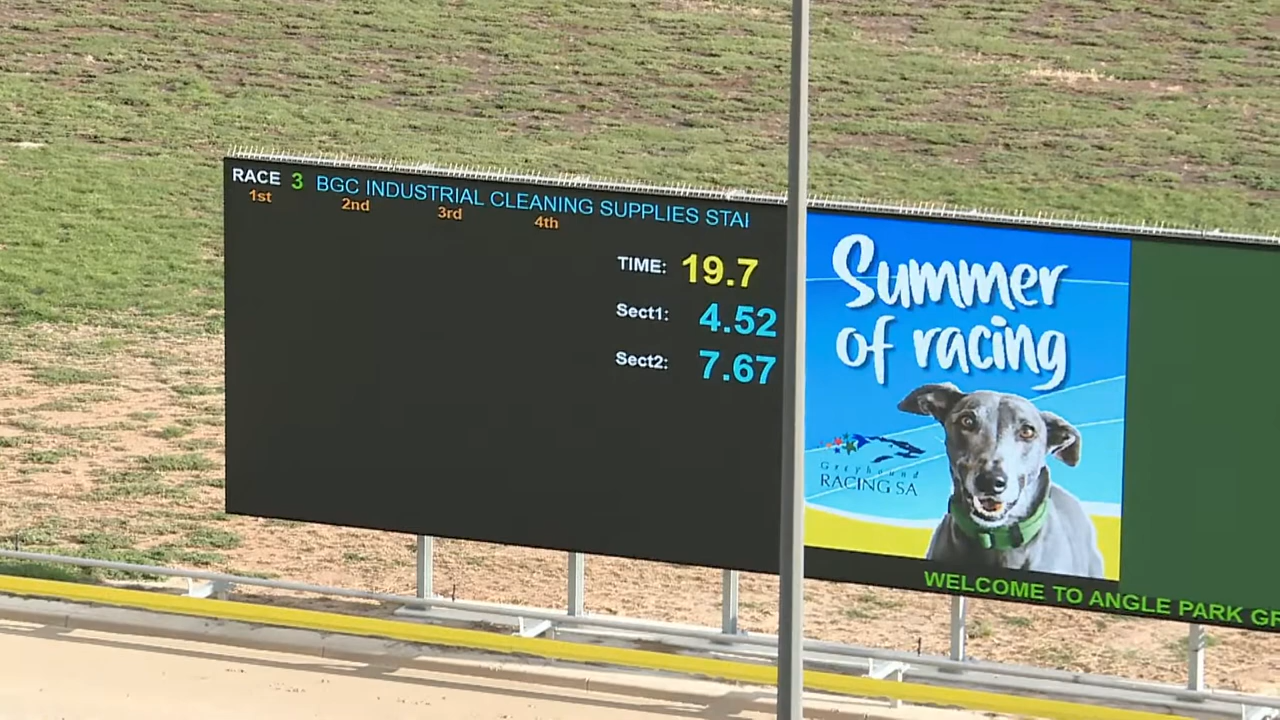 RACE 3 BGC INDUSTRIAL CLEANING SUPPLIES STAI
1st 2nd 3rd 4th
TIME: 19.7
Sect1: 4.52
Sect2: 7.67
Summer
of racing
Greyhound
RACING SA
WELCOME TO ANGLE PARK GR